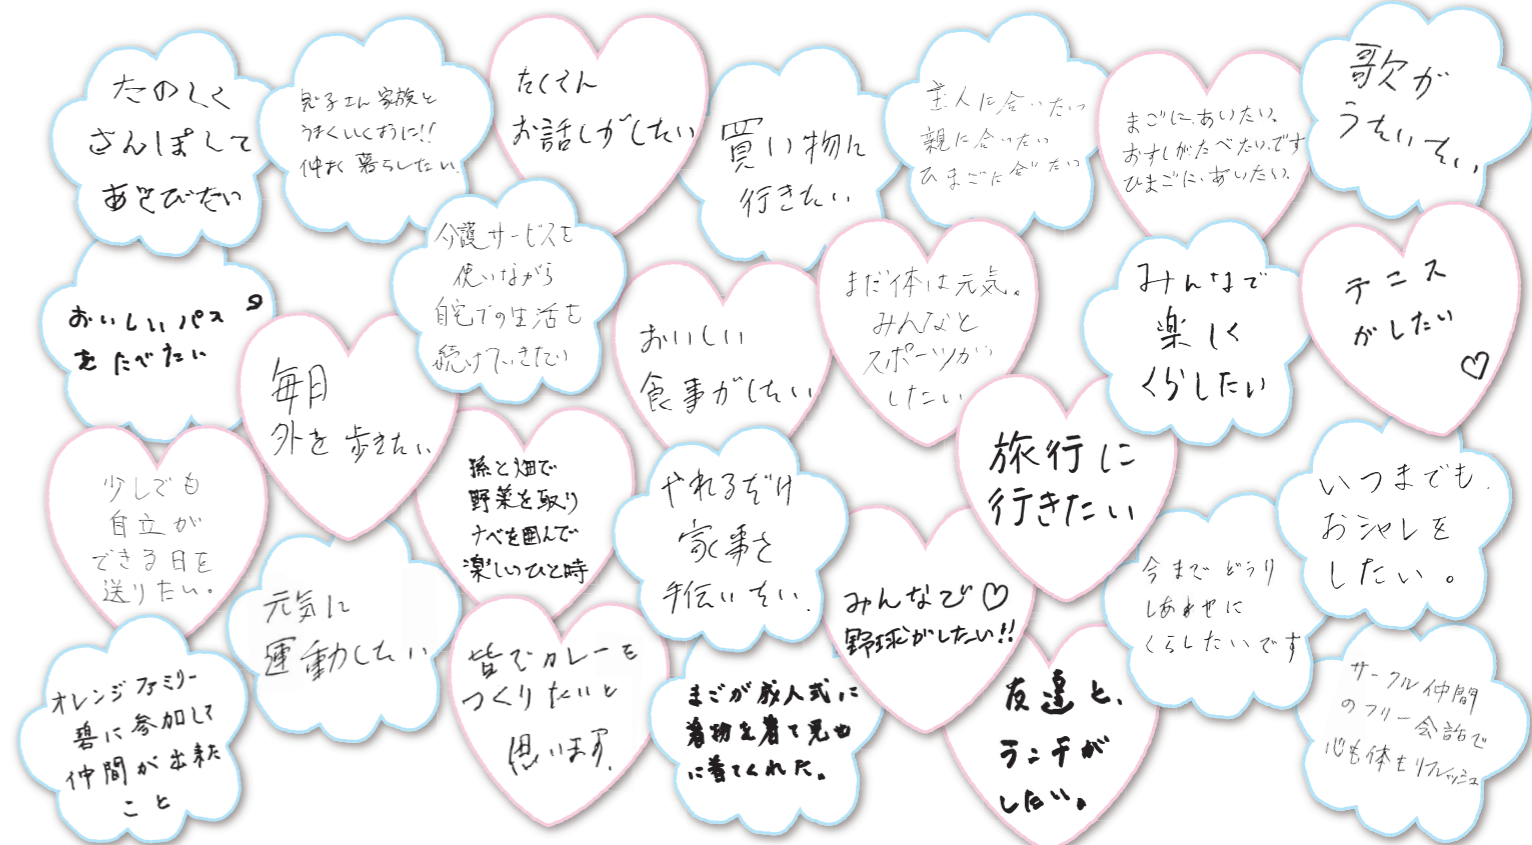 たのしく
さんぽして
あそびたい
息子さん家族と
うまくいくように!!
仲よく暮らしたい.
たくさん
お話しがしたい
買い物に
行きたい
主人に会いたい
親に会いたい
ひまごに会いたい
まごに、あいたい。
おすしがたべたいです
ひまごに、あいたい.
歌が
うたいたい
おいしいパスタ
をたべたい
毎日
外を歩きたい
介護サービスを
使いながら
自宅での生活を
続けていきたい
おいしい
食事がしたい
まだ体は元気。
みんなと
スポーツが
したい
みんなで
楽しく
くらしたい
テニス
がしたい
♡
少しでも
自立が
できる日を
送りたい。
元気に
運動したい
孫と畑で
野菜を取り
ナベを囲んで
楽しいひと時
やれるだけ
家事を
手伝いたい.
旅行に
行きたい
いつまでも.
おシャレを
したい。
オレンジファミリー
碧に参加して
仲間が出来た
こと
皆でカレーを
つくりたいと
思います.
まごが成人式に
着物を着て見せ
に着てくれた。
みんなで♡
野球がしたい!!
友達と、
ランチが
したい。
今までどうり
しあわせに
くらしたいです
サークル仲間
のフリー会話で
心も体もリフレッシュ